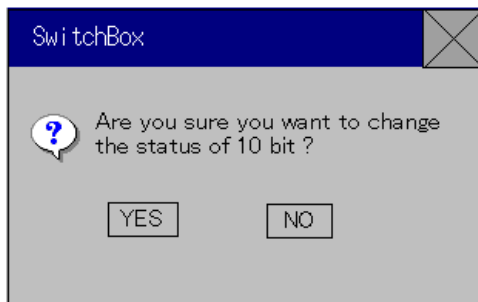 SwitchBox
Are you sure you want to change
the status of 10 bit ?
YES NO